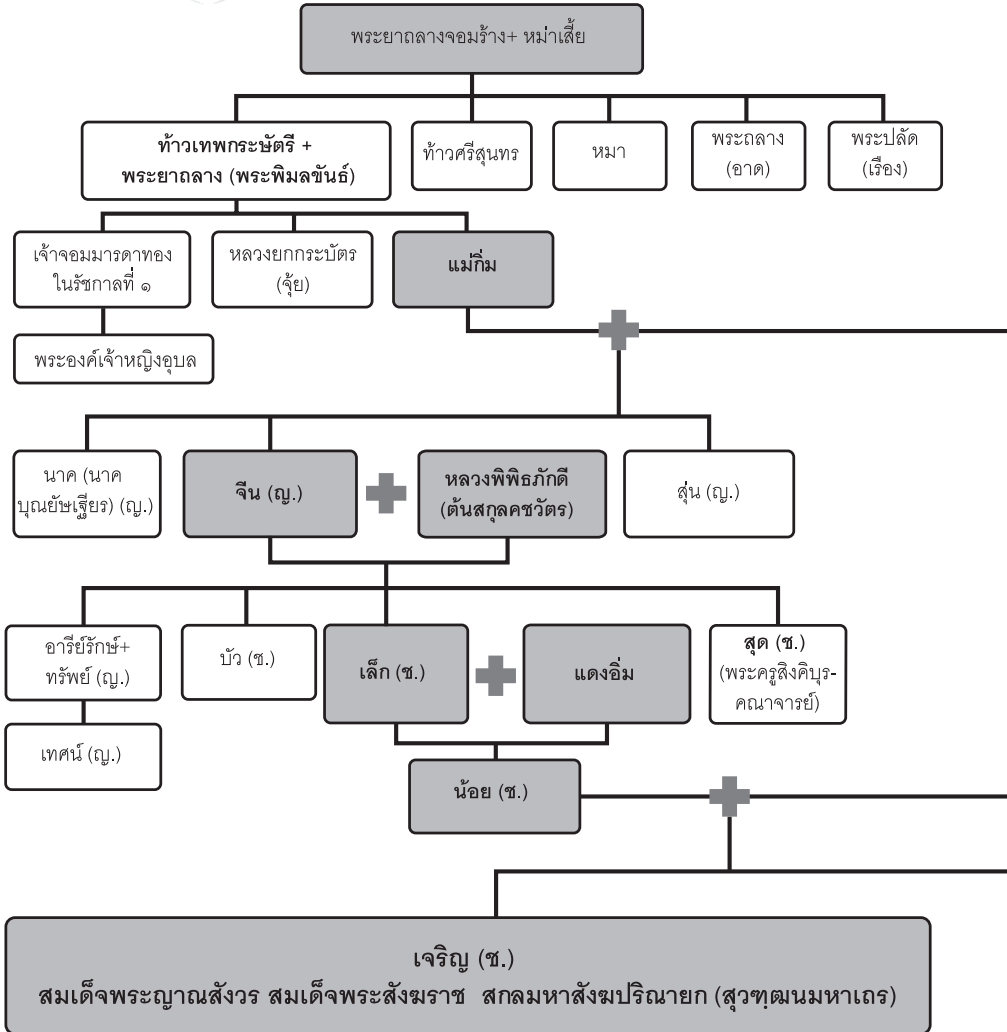 พระยาถลางจอมร้าง+ หม่าเสี้ย
ท้าวเทพกระษัตรี +
พระยาถลาง (พระพิมลขันธ์)
ท้าวศรีสุนทร
หมา
พระถลาง
(อาด)
พระปลัด
(เรือง)
เจ้าจอมมารดาทอง
ในรัชกาลที่ ๑
หลวงยกกระบัตร
(จุ้ย)
แม่กิ่ม
พระองค์เจ้าหญิงอุบล
นาค (นาค
บุณยัษเฐียร) (ญ.)
จีน (ญ.)
หลวงพิพิธภักดี
(ต้นสกุลคชวัตร)
สุ่น (ญ.)
อารีย์รักษ์+
ทรัพย์ (ญ.)
บัว (ช.)
เล็ก (ช.)
แดงอิ่ม
สุด (ช.)
(พระครูสิงคิบุร-
คณาจารย์)
เทศน์ (ญ.)
น้อย (ช.)
เจริญ (ช.)
สมเด็จพระญาณสังวร สมเด็จพระสังฆราช สกลมหาสังฆปริณายก (สุวฑฺฒนมหาเถร)